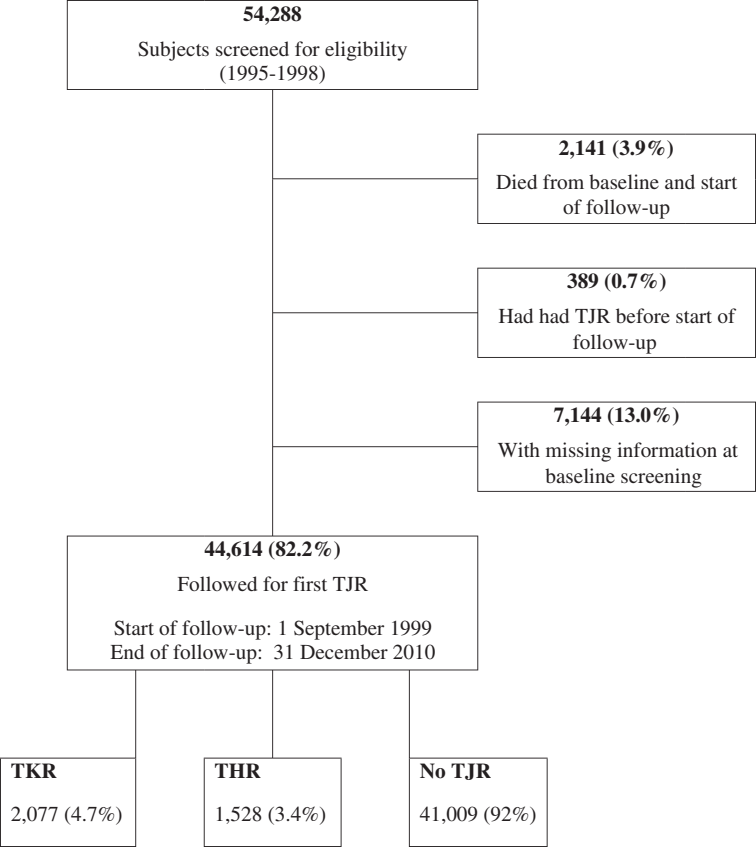 54,288
Subjects screened for eligibility
(1995-1998)
2,141 (3.9%)
Died from baseline and start
of follow-up
389 (0.7%)
Had had TJR before start of
follow-up
7,144 (13.0%)
With missing information at
baseline screening
44,614 (82.2%)
Followed for first TJR
Start of follow-up: 1 September 1999
End of follow-up: 31 December 2010
TKR
2,077 (4.7%)
THR
1,528 (3.4%)
No TJR
41,009 (92%)